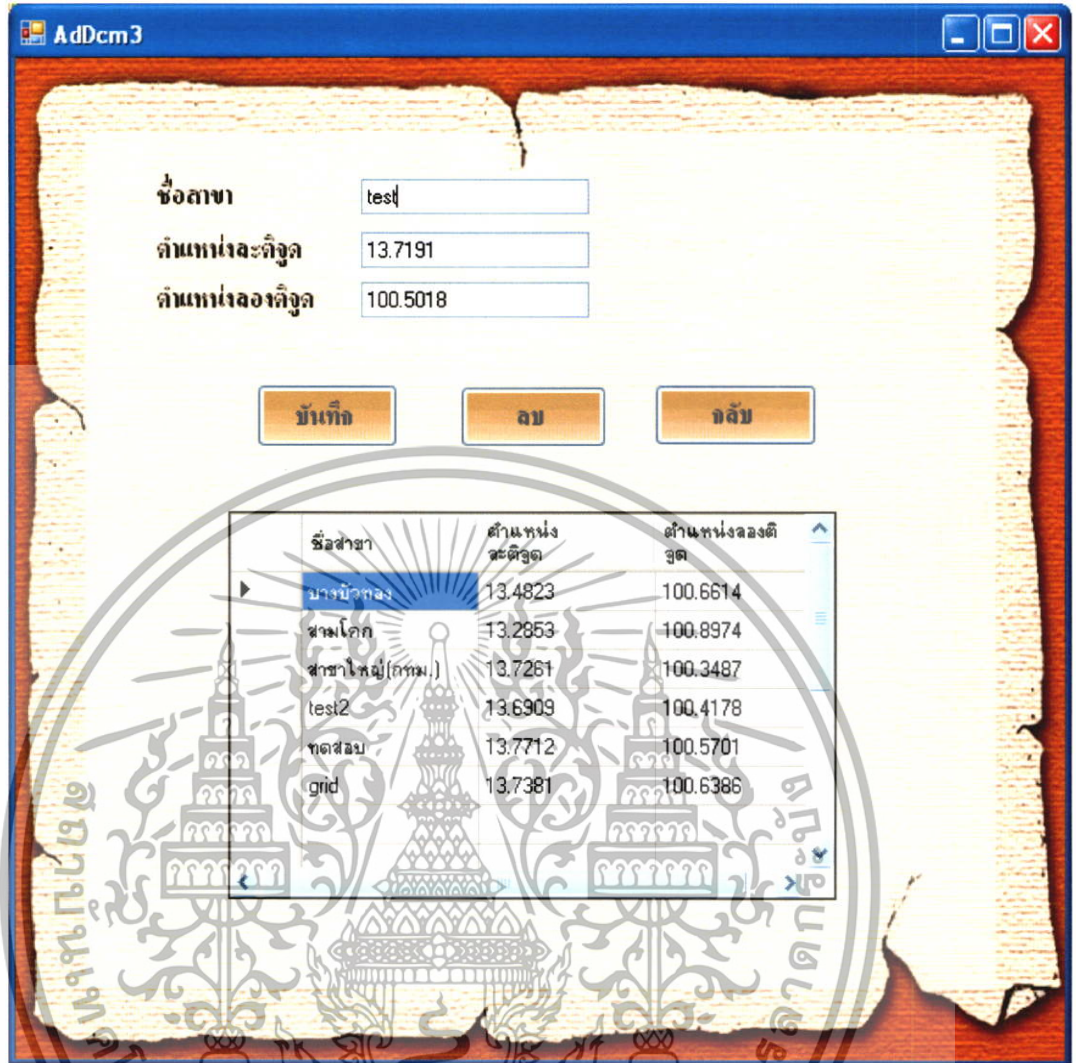 AdDcm3
ชื่อสาขา test
ตำแหน่งละติจูด 13.7191
ตำแหน่งลองติจูด 100.5018
บันทึก ลบ กลับ
ชื่อสาขา ตำแหน่งละติจูด ตำแหน่งลองติจูด
บางบัวทอง 13.4823 100.6614
สามโคก 13.2853 100.8974
สาขาใหญ่(กทม.) 13.7261 100.3487
test2 13.6909 100.4178
ทดสอบ 13.7712 100.5701
grid 13.7381 100.6386